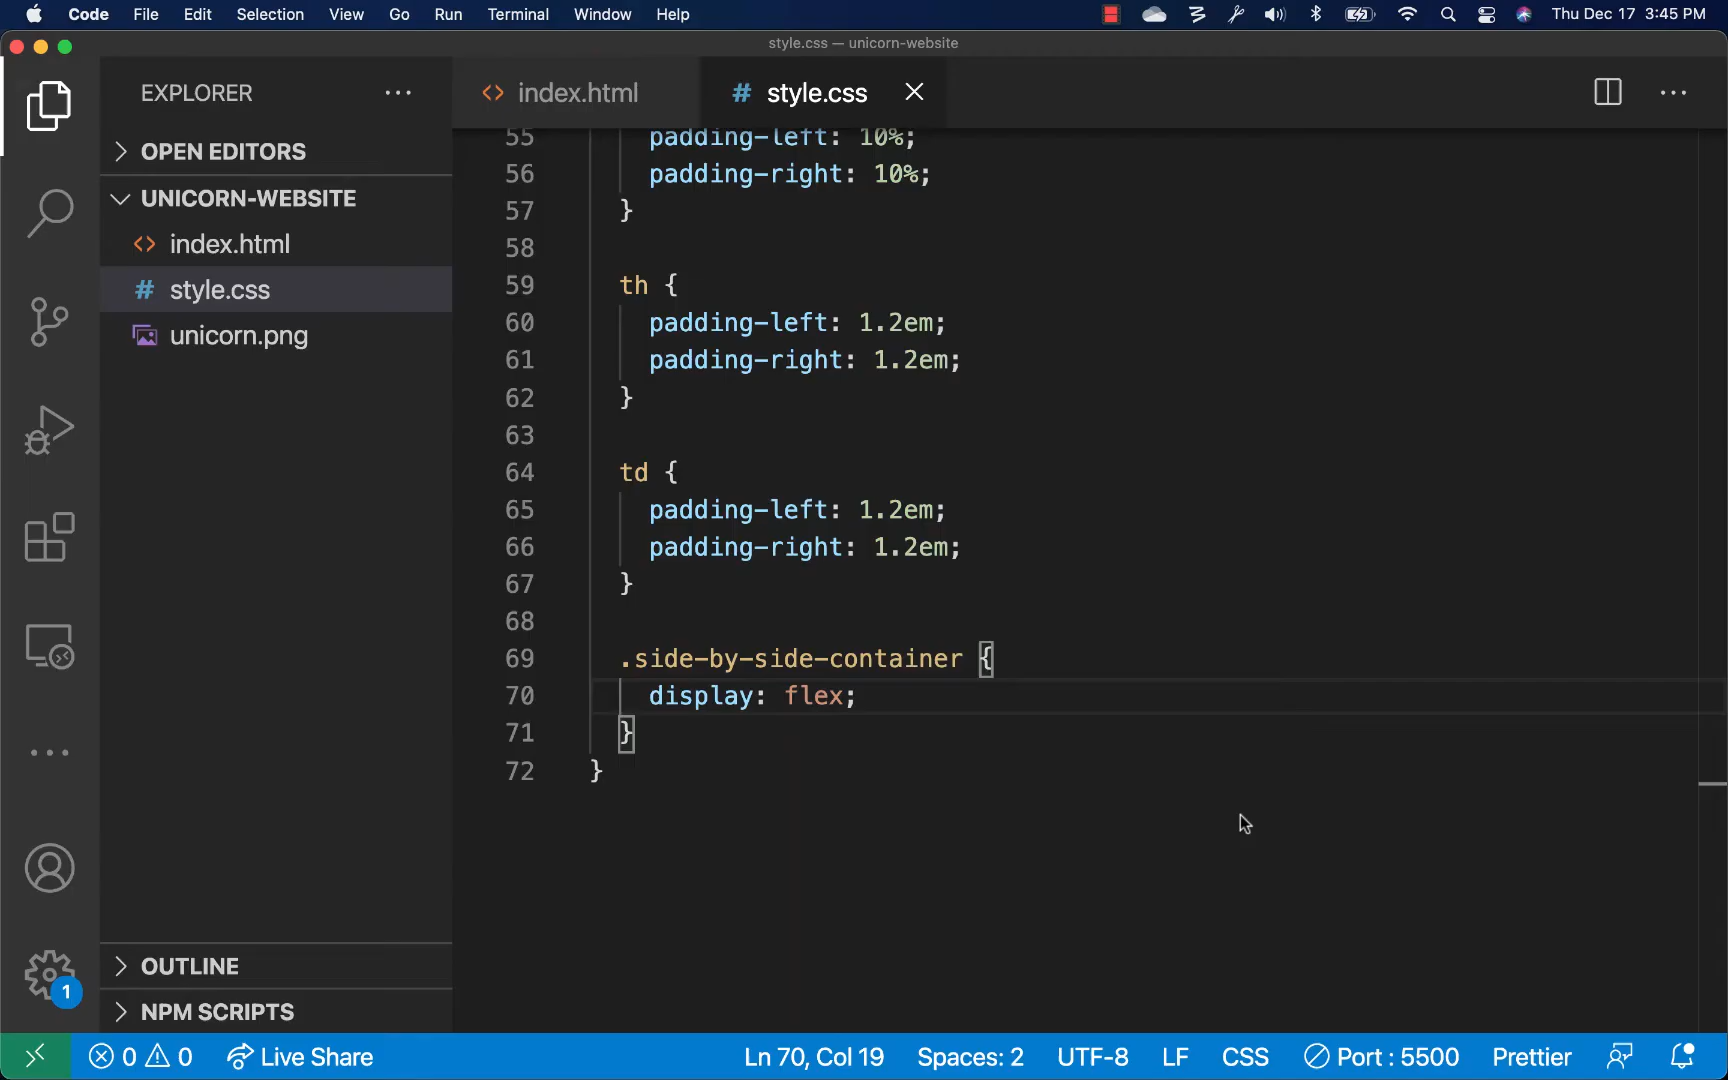 Code File Edit Selection View Go Run Terminal Window Help Thu Dec 17 3:45 PM
style.css — unicorn-website
EXPLORER
index.html
style.css
OPEN EDITORS
UNICORN-WEBSITE
index.html
style.css
unicorn.png
55 padding-left: 10%;
56 padding-right: 10%;
57 }
58
59 th {
60 padding-left: 1.2em;
61 padding-right: 1.2em;
62 }
63
64 td {
65 padding-left: 1.2em;
66 padding-right: 1.2em;
67 }
68
69 .side-by-side-container {
70 display: flex;
71 }
72 }
OUTLINE
1
NPM SCRIPTS
0 0 Live Share Ln 70, Col 19 Spaces: 2 UTF-8 LF CSS Port : 5500 Prettier